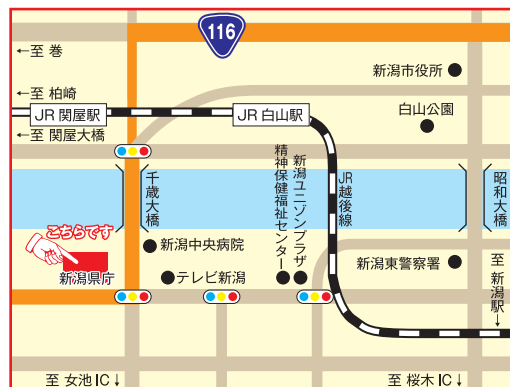 116
←至 巻
新潟市役所
←至 柏崎
JR 関屋駅
JR 白山駅
白山公園
←至 関屋大橋
千歳大橋
精神保健福祉センター
新潟ユニゾンプラザ
JR越後線
昭和大橋
こちらです
新潟中央病院
新潟県庁
テレビ新潟
新潟東警察署
至 新潟駅→
至 女池 IC↓
至 桜木 IC↓